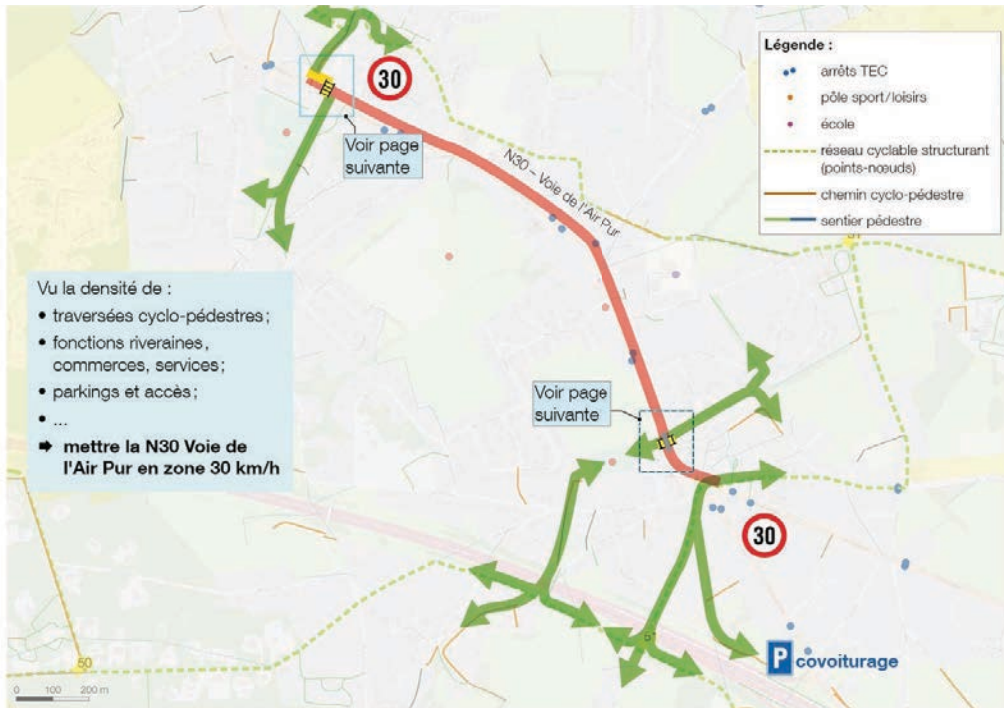 30
Voir page
suivante
N30 – Voie de l'Air Pur
Légende :
arrêts TEC
pôle sport/loisirs
école
réseau cyclable structurant
(points-nœuds)
chemin cyclo-pédestre
sentier pédestre
Vu la densité de :
• traversées cyclo-pédestres ;
• fonctions riveraines,
commerces, services ;
• parkings et accès ;
• ...
➡ mettre la N30 Voie de
l'Air Pur en zone 30 km/h
Voir page
suivante
30
51
50
P covoiturage
0 100 200 m